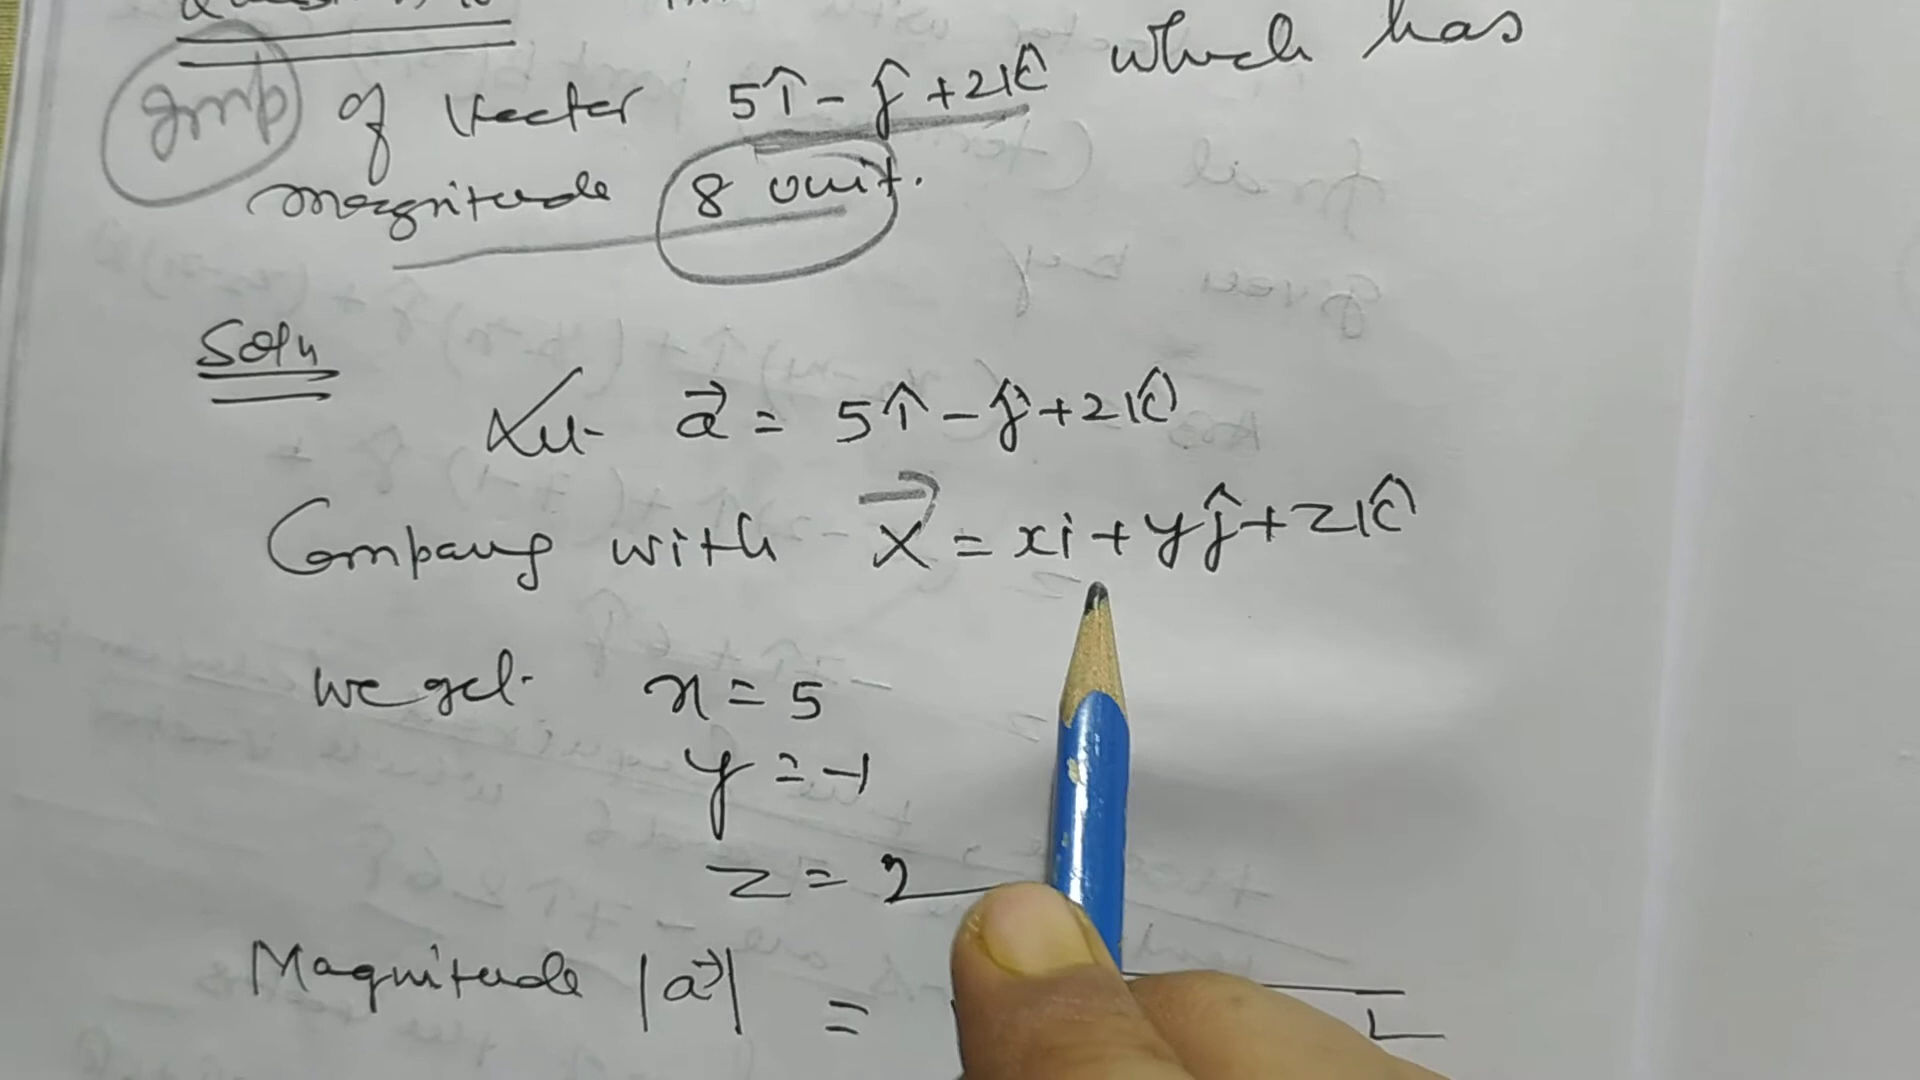 which has
Imp of vector 5î - ĵ + 2k̂
magnitude 8 unit.
Soln
Let a⃗ = 5î - ĵ + 2k̂
Comparing with X⃗ = xi + yĵ + zk̂
we get x = 5
y = -1
z = 2
Magnitude |a⃗| =